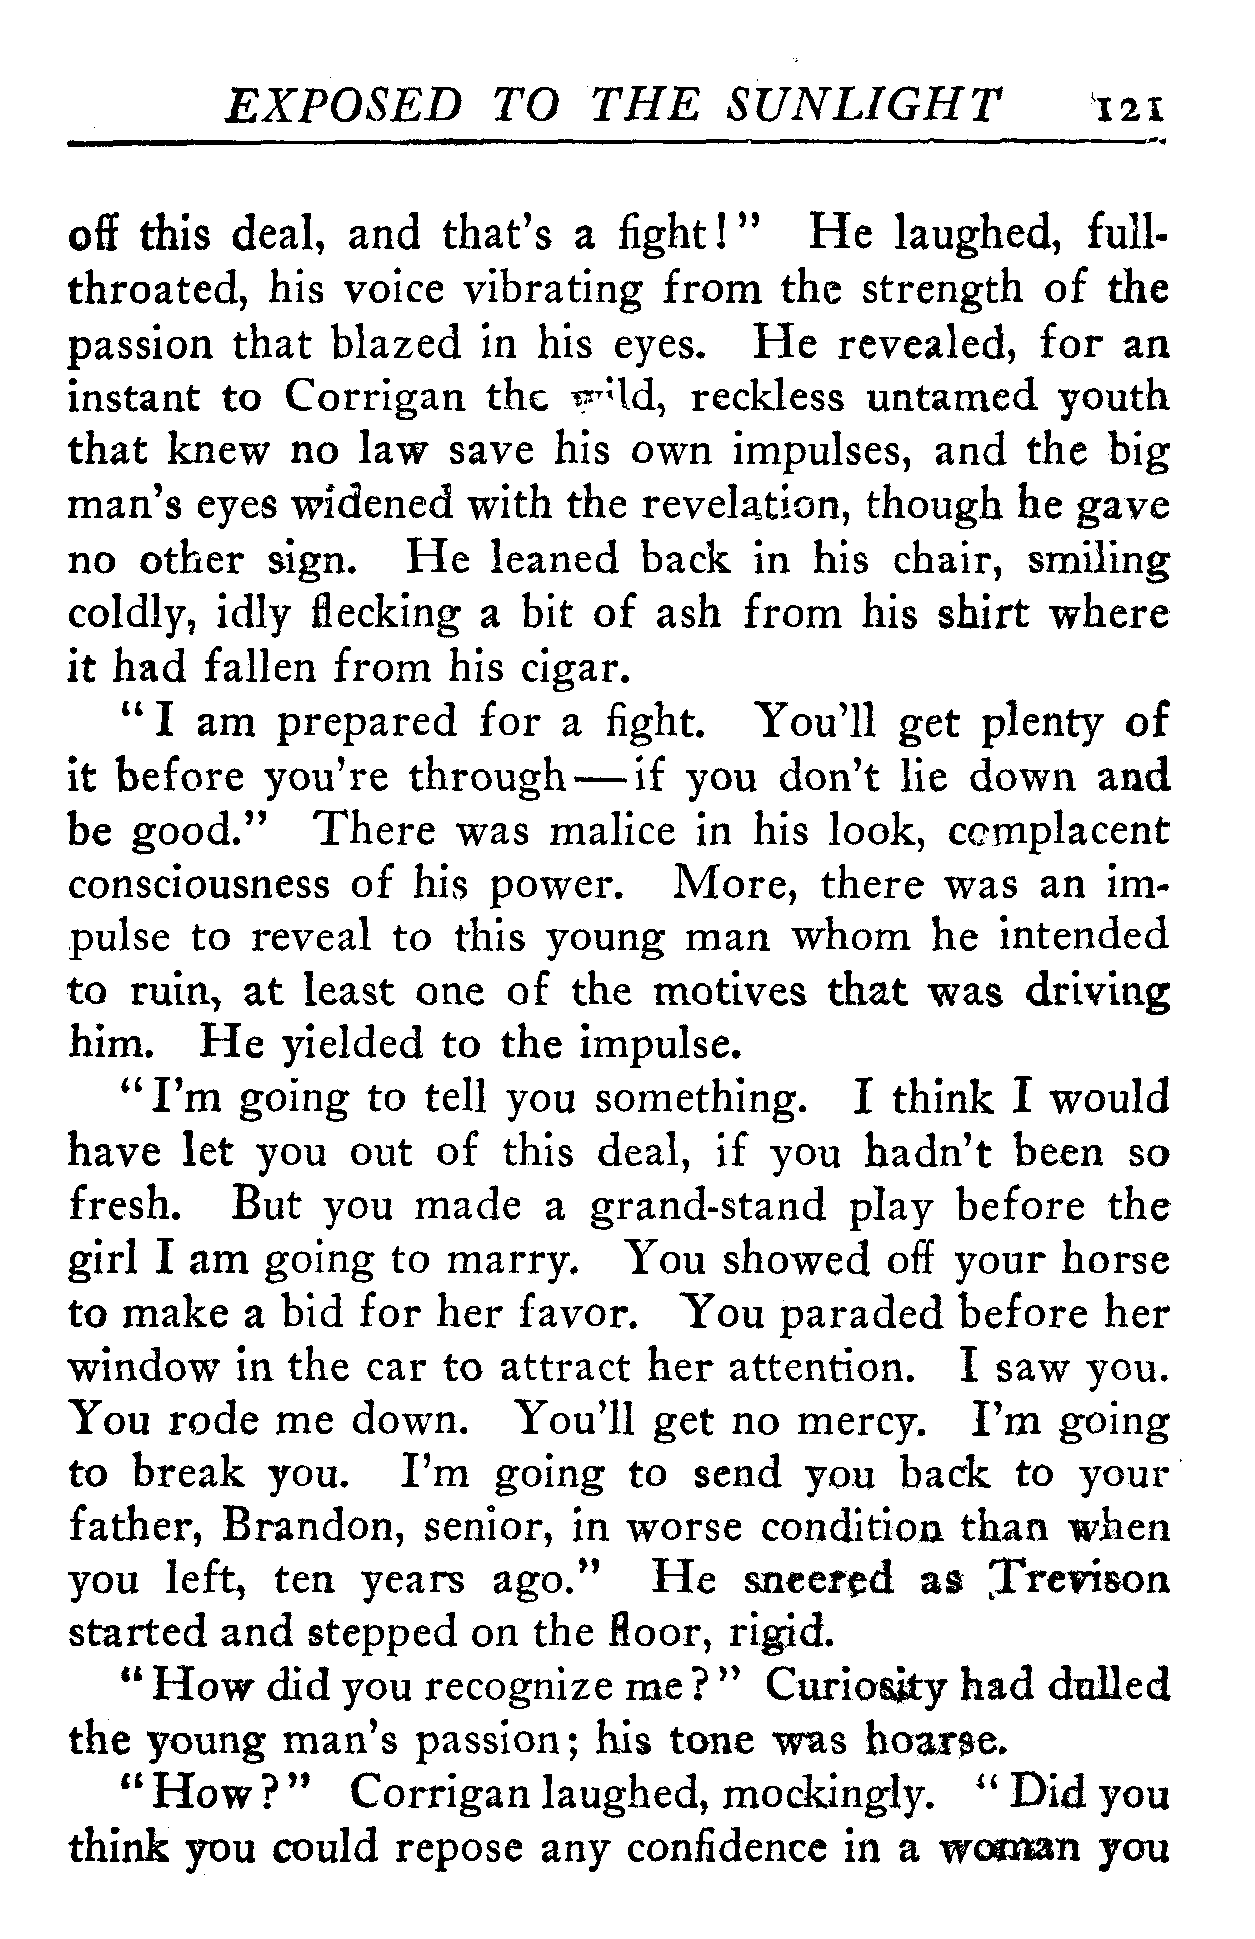 EXPOSED TO THE SUNLIGHT 121
off this deal, and that's a fight!" He laughed, full-
throated, his voice vibrating from the strength of the
passion that blazed in his eyes. He revealed, for an
instant to Corrigan the wild, reckless untamed youth
that knew no law save his own impulses, and the big
man's eyes widened with the revelation, though he gave
no other sign. He leaned back in his chair, smiling
coldly, idly flecking a bit of ash from his shirt where
it had fallen from his cigar.
"I am prepared for a fight. You'll get plenty of
it before you're through—if you don't lie down and
be good." There was malice in his look, complacent
consciousness of his power. More, there was an im-
pulse to reveal to this young man whom he intended
to ruin, at least one of the motives that was driving
him. He yielded to the impulse.
"I'm going to tell you something. I think I would
have let you out of this deal, if you hadn't been so
fresh. But you made a grand-stand play before the
girl I am going to marry. You showed off your horse
to make a bid for her favor. You paraded before her
window in the car to attract her attention. I saw you.
You rode me down. You'll get no mercy. I'm going
to break you. I'm going to send you back to your
father, Brandon, senior, in worse condition than when
you left, ten years ago." He sneered as Trevison
started and stepped on the floor, rigid.
"How did you recognize me?" Curiosity had dulled
the young man's passion; his tone was hoarse.
"How?" Corrigan laughed, mockingly. "Did you
think you could repose any confidence in a woman you